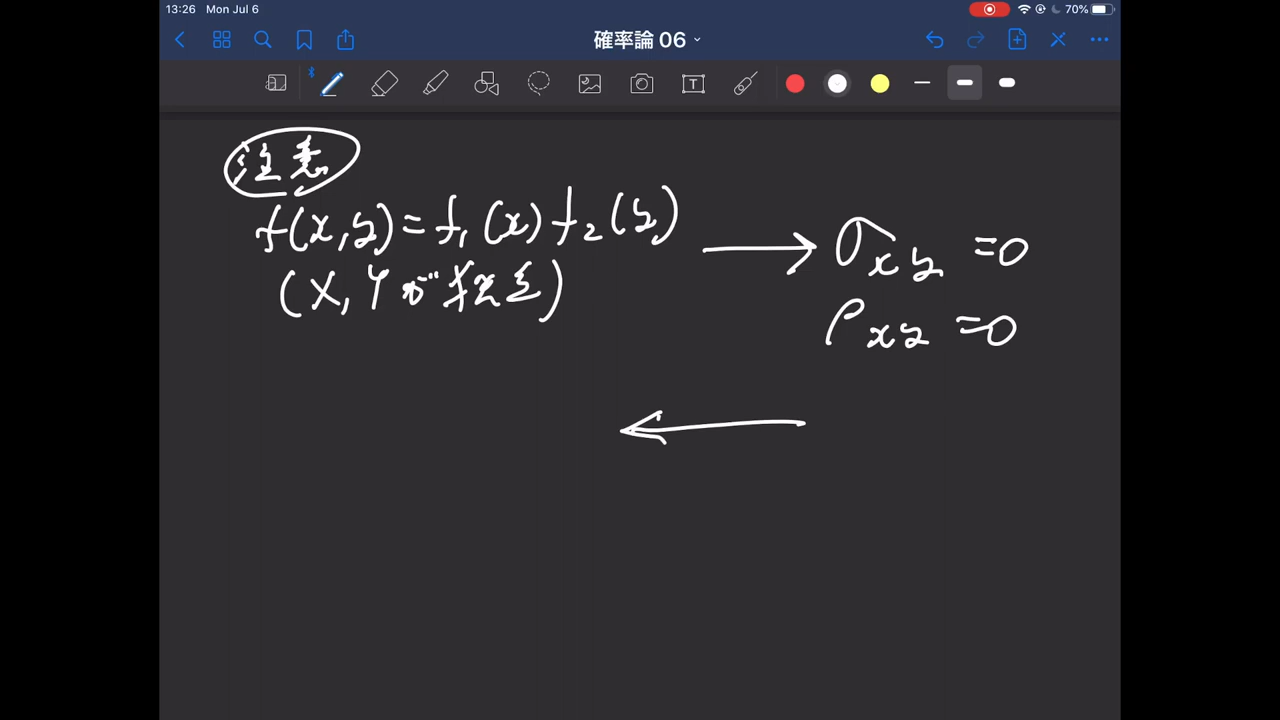 13:26 Mon Jul 6
70%
確率論 06
注意
f(x,y)=f₁(x)f₂(y)
(X,Yが独立)
σxy =0
ρxy =0